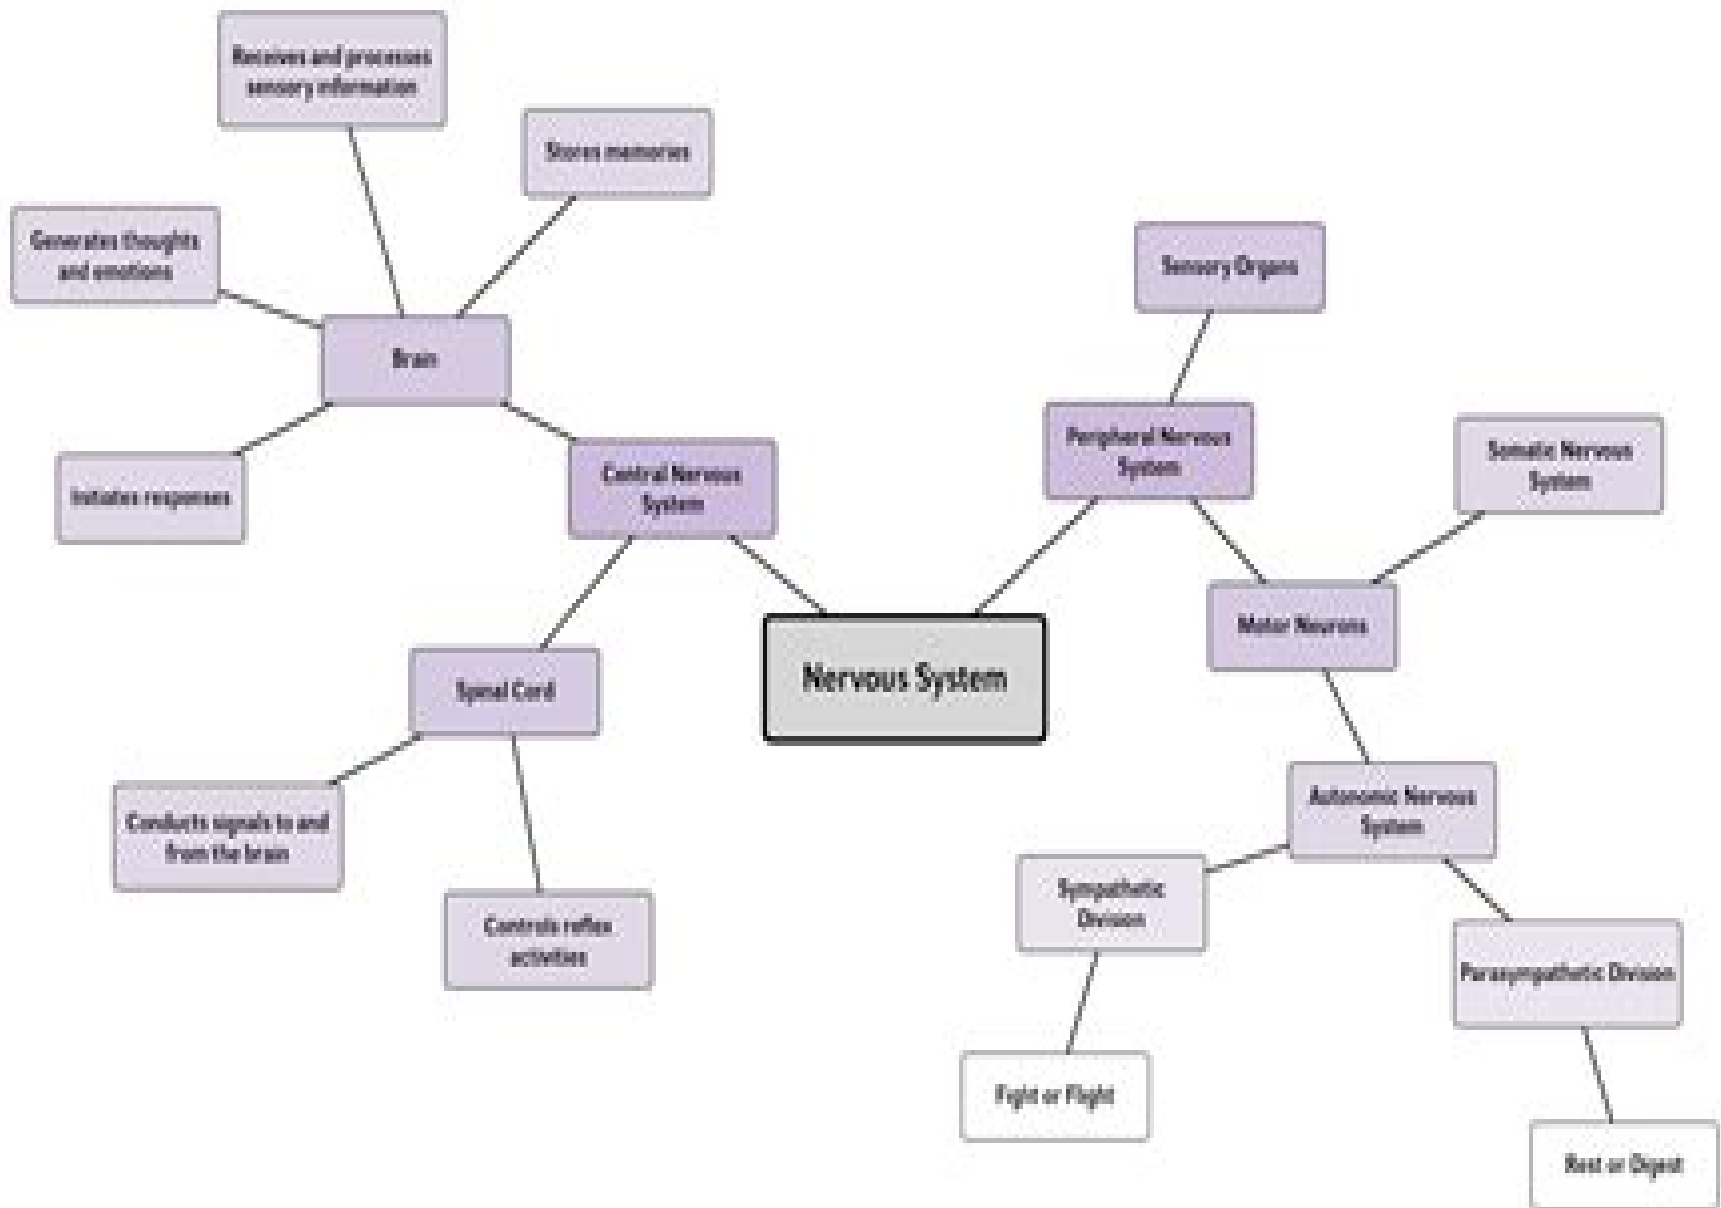 Receives and processes
sensory information
Stores memories
Generates thoughts
and emotions
Sensory Organs
Brain
Peripheral Nervous
System
Somatic Nervous
System
Central Nervous
System
Initiates responses
Motor Neurons
Nervous System
Spinal Cord
Autonomic Nervous
System
Conducts signals to and
from the brain
Sympathetic
Division
Controls reflex
activities
Parasympathetic Division
Fight or Flight
Rest or Digest